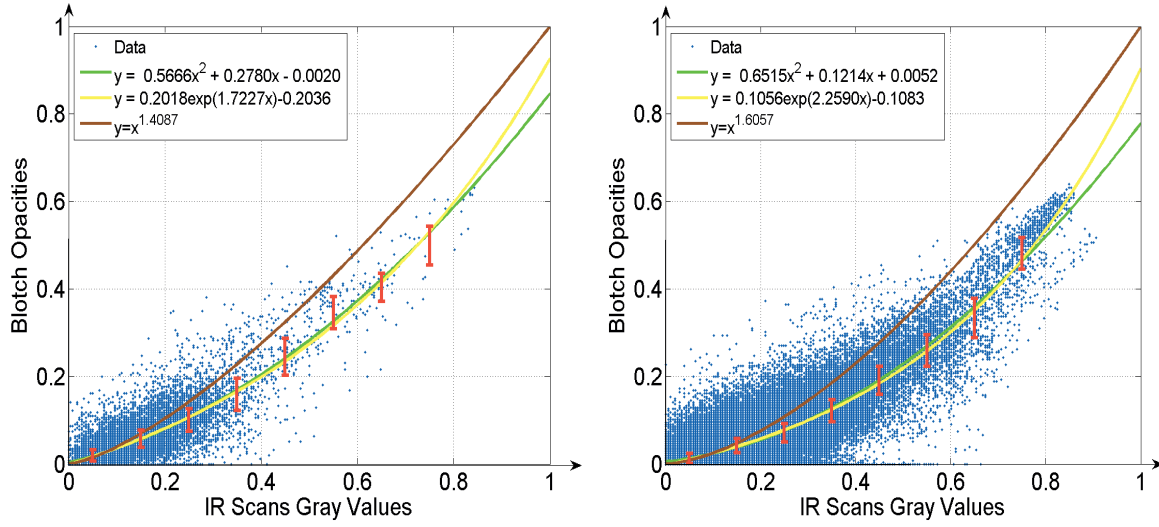 1
0.8
0.6
0.4
0.2
0
0 0.2 0.4 0.6 0.8 1
Blotch Opacities
IR Scans Gray Values
Data
y = 0.5666x² + 0.2780x - 0.0020
y = 0.2018exp(1.7227x)-0.2036
y=x^1.4087
1
0.8
0.6
0.4
0.2
0
0 0.2 0.4 0.6 0.8 1
Blotch Opacities
IR Scans Gray Values
Data
y = 0.6515x² + 0.1214x + 0.0052
y = 0.1056exp(2.2590x)-0.1083
y=x^1.6057